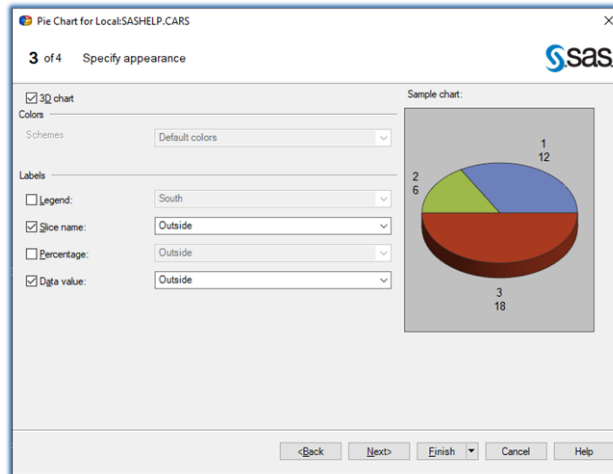 Pie Chart for Local:SASHELP.CARS
3 of 4 Specify appearance
sas
3D chart
Colors
Schemes Default colors
Labels
Legend: South
Slice name: Outside
Percentage: Outside
Data value: Outside
Sample chart:
1
12
2
6
3
18
<Back Next> Finish Cancel Help